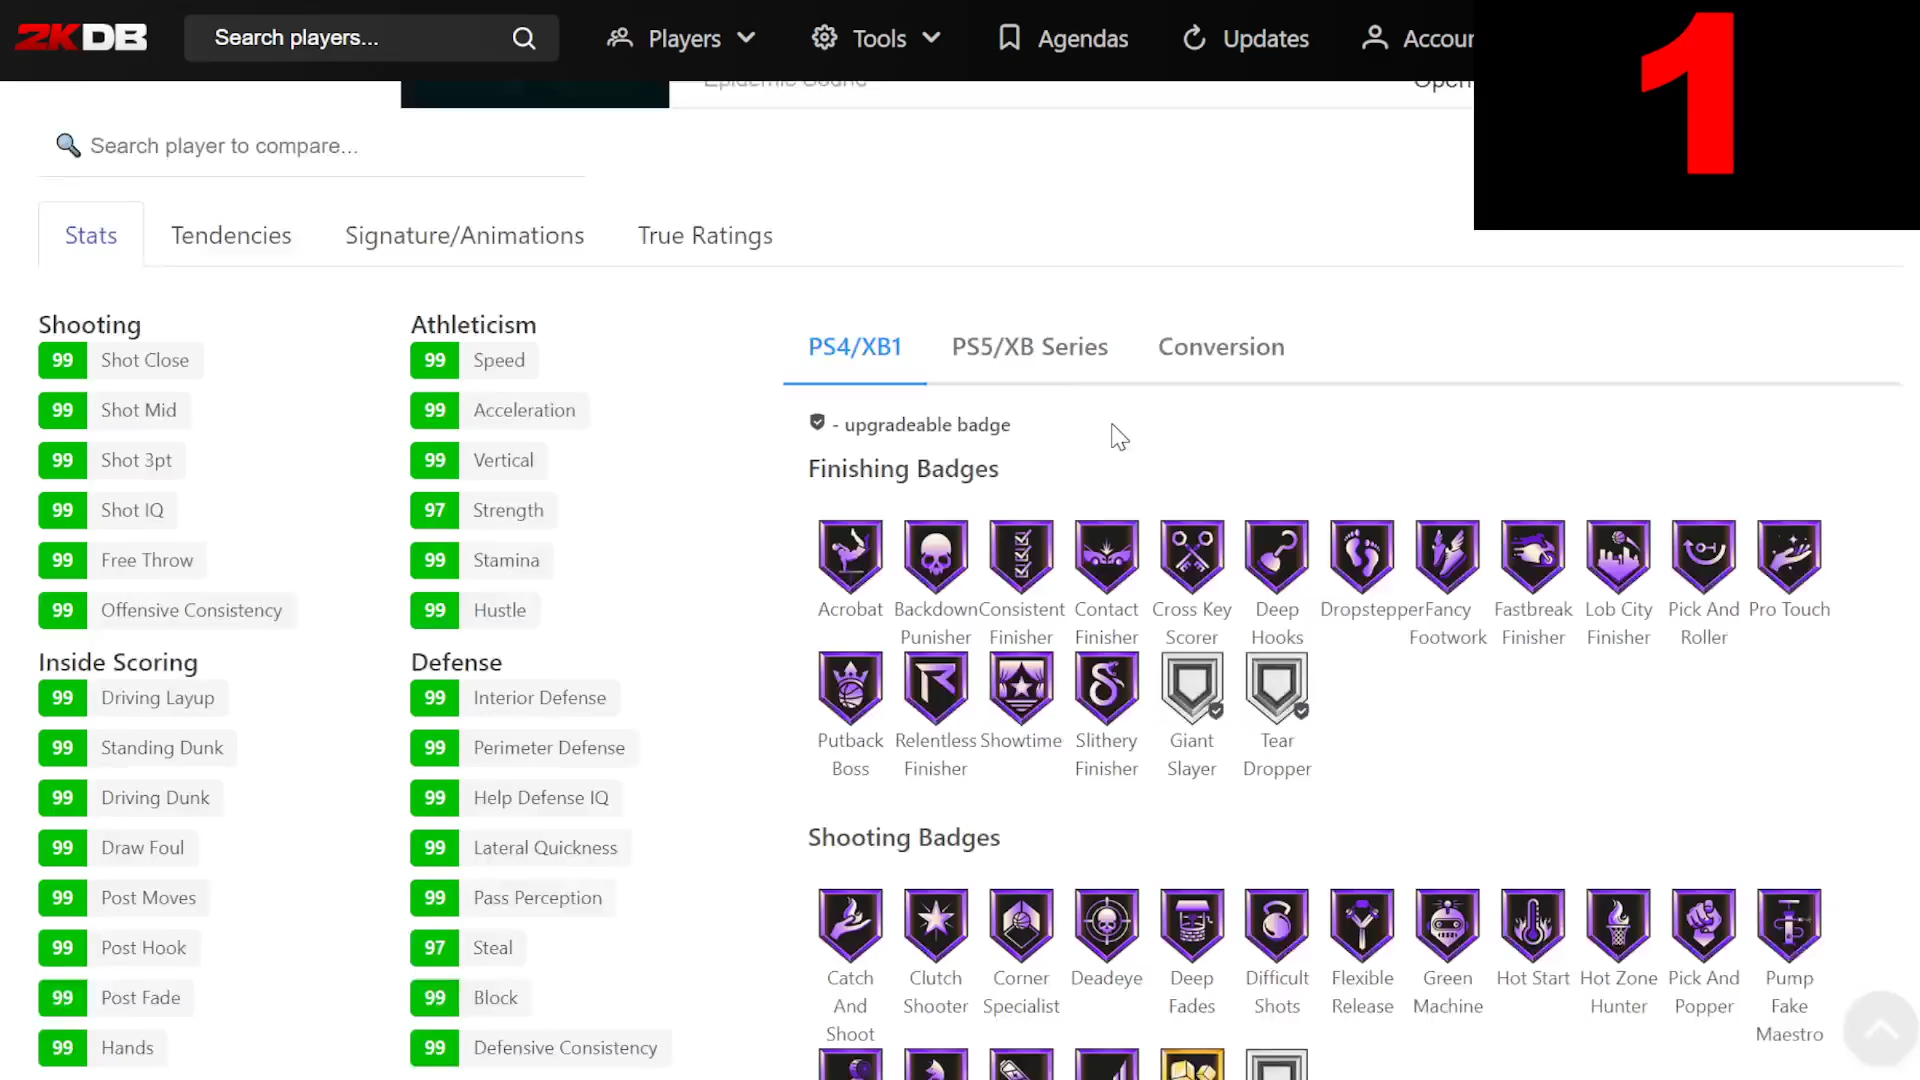 2KDB
Search players...
Players
Tools
Agendas
Updates
Accoun
1
Epidemic Sound
Open
Search player to compare...
Stats
Tendencies
Signature/Animations
True Ratings
Shooting
99 Shot Close
99 Shot Mid
99 Shot 3pt
99 Shot IQ
99 Free Throw
99 Offensive Consistency
Inside Scoring
99 Driving Layup
99 Standing Dunk
99 Driving Dunk
99 Draw Foul
99 Post Moves
99 Post Hook
99 Post Fade
99 Hands
Athleticism
99 Speed
99 Acceleration
99 Vertical
97 Strength
99 Stamina
99 Hustle
Defense
99 Interior Defense
99 Perimeter Defense
99 Help Defense IQ
99 Lateral Quickness
99 Pass Perception
97 Steal
99 Block
99 Defensive Consistency
PS4/XB1
PS5/XB Series
Conversion
- upgradeable badge
Finishing Badges
Acrobat
Backdown
Punisher
Consistent
Finisher
Contact
Finisher
Cross Key
Scorer
Deep
Hooks
Dropstepper
Fancy
Footwork
Fastbreak
Finisher
Lob City
Finisher
Pick And
Roller
Pro Touch
Putback
Boss
Relentless
Finisher
Showtime
Slithery
Finisher
Giant
Slayer
Tear
Dropper
Shooting Badges
Catch
And
Shoot
Clutch
Shooter
Corner
Specialist
Deadeye
Deep
Fades
Difficult
Shots
Flexible
Release
Green
Machine
Hot Start
Hot Zone
Hunter
Pick And
Popper
Pump
Fake
Maestro